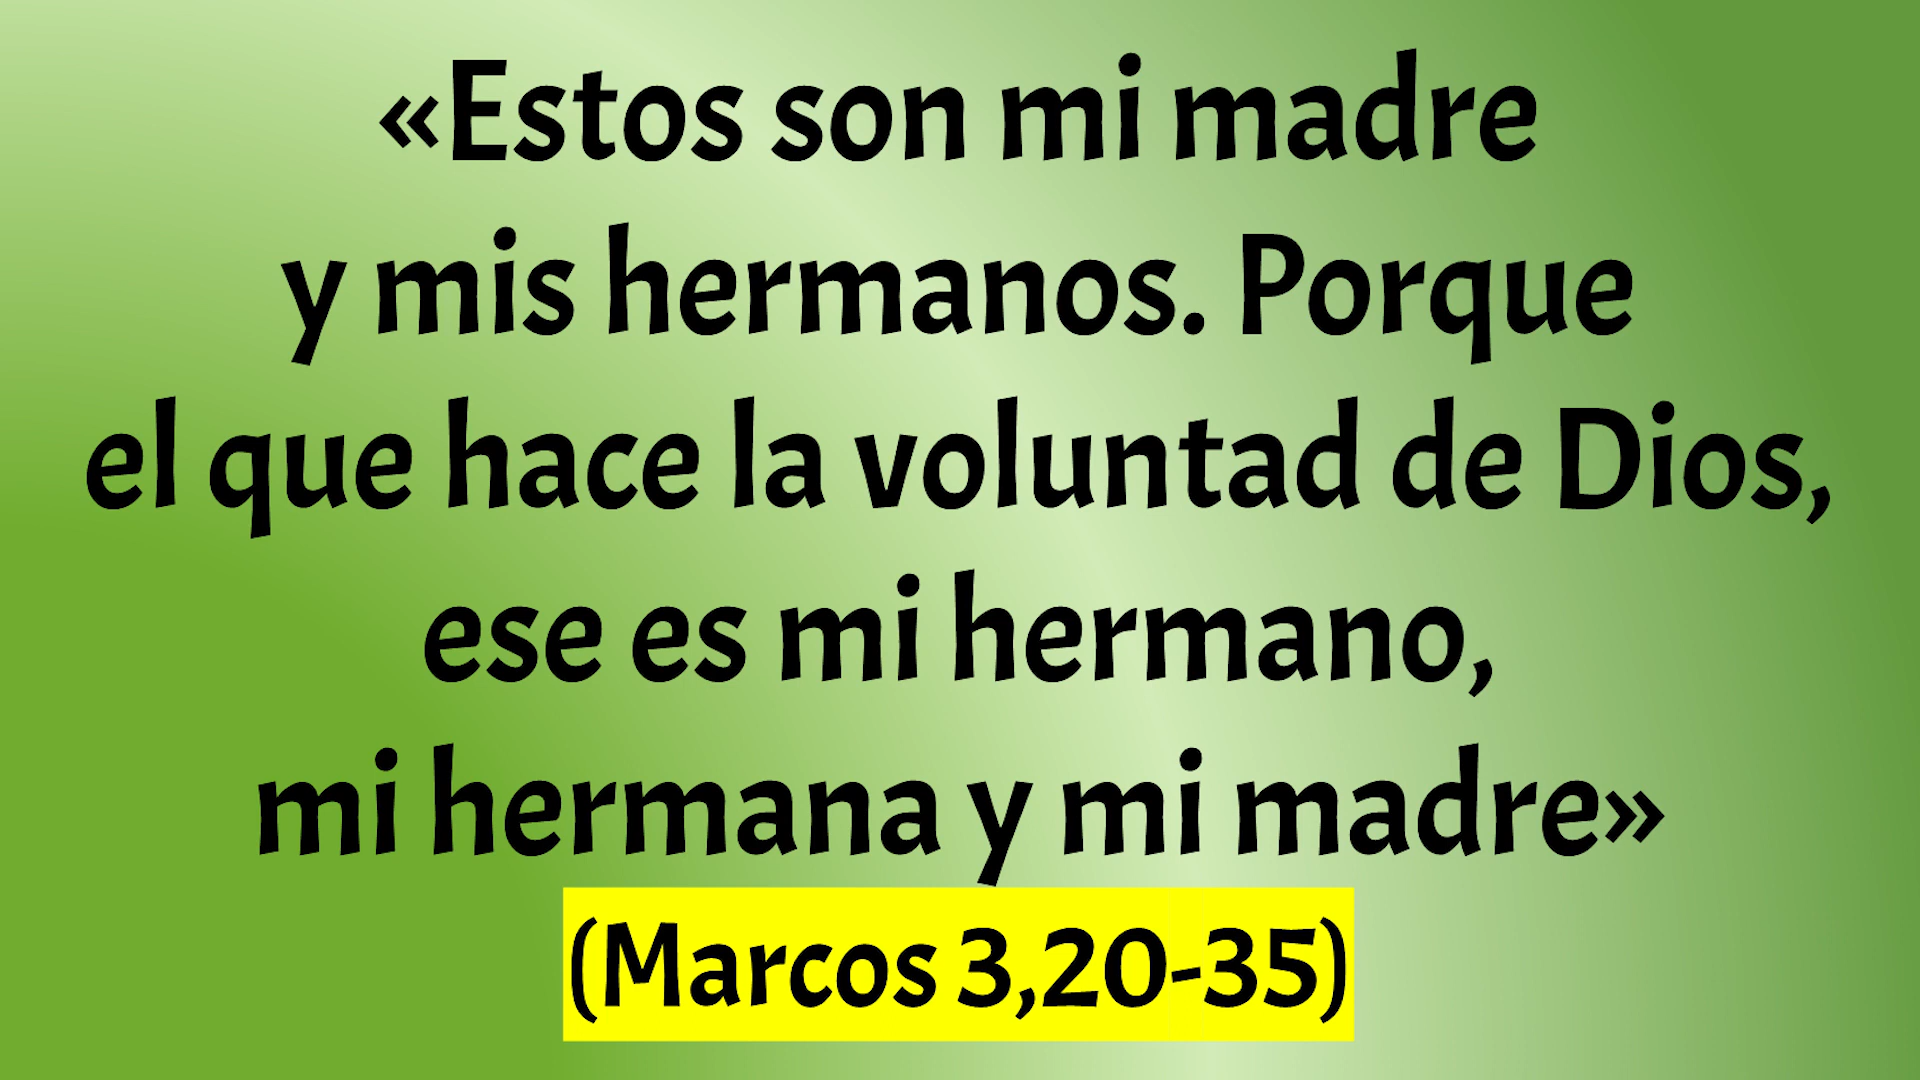 «Estos son mi madre
y mis hermanos. Porque
el que hace la voluntad de Dios,
ese es mi hermano,
mi hermana y mi madre»
(Marcos 3,20-35)